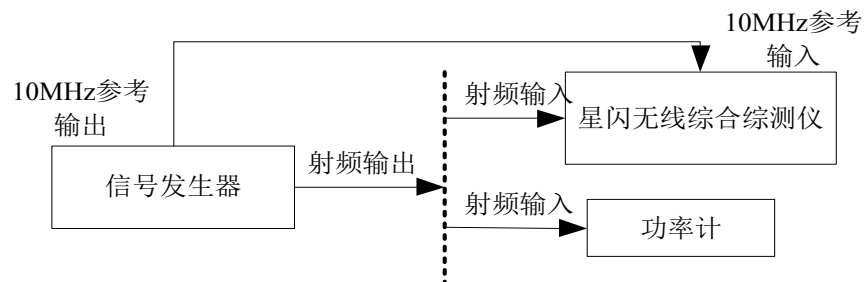 10MHz参考
输入
10MHz参考
输出
射频输入
星闪无线综合综测仪
信号发生器
射频输出
射频输入
功率计